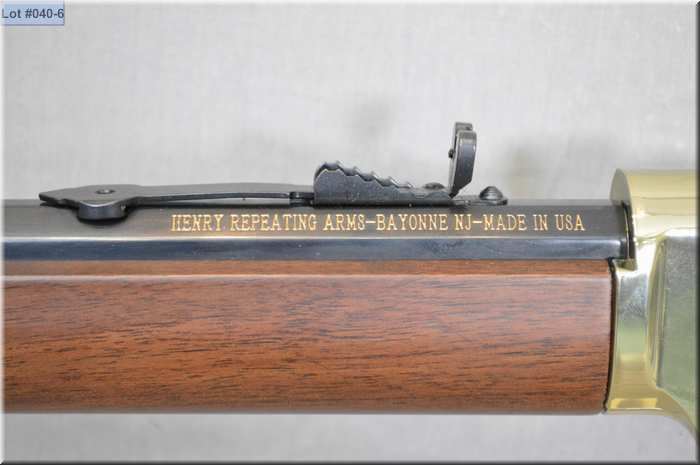 Lot #040-6
HENRY REPEATING ARMS-BAYONNE NJ-MADE IN USA